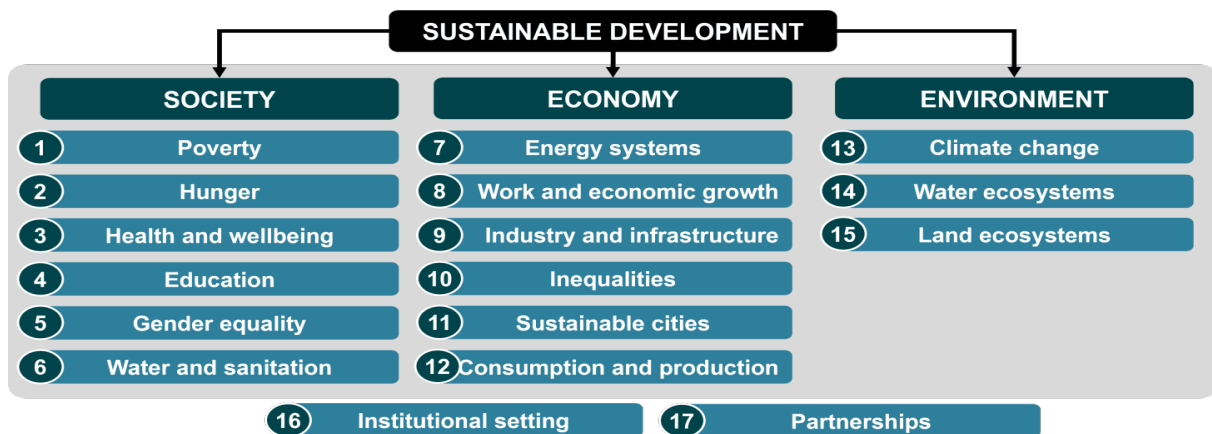 SUSTAINABLE DEVELOPMENT
SOCIETY
1 Poverty
2 Hunger
3 Health and wellbeing
4 Education
5 Gender equality
6 Water and sanitation
ECONOMY
7 Energy systems
8 Work and economic growth
9 Industry and infrastructure
10 Inequalities
11 Sustainable cities
12 Consumption and production
ENVIRONMENT
13 Climate change
14 Water ecosystems
15 Land ecosystems
16 Institutional setting
17 Partnerships